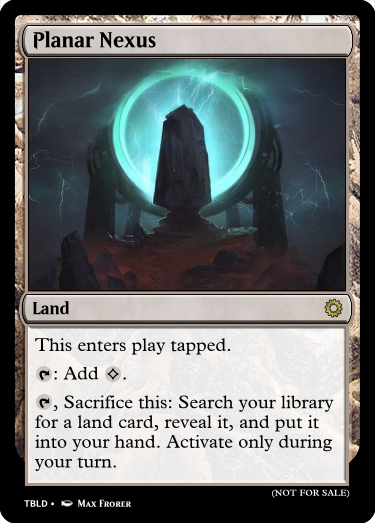 Planar Nexus
Land
This enters play tapped.
: Add .
, Sacrifice this: Search your library
for a land card, reveal it, and put it
into your hand. Activate only during
your turn.
(NOT FOR SALE)
TBLD • Max Frorer